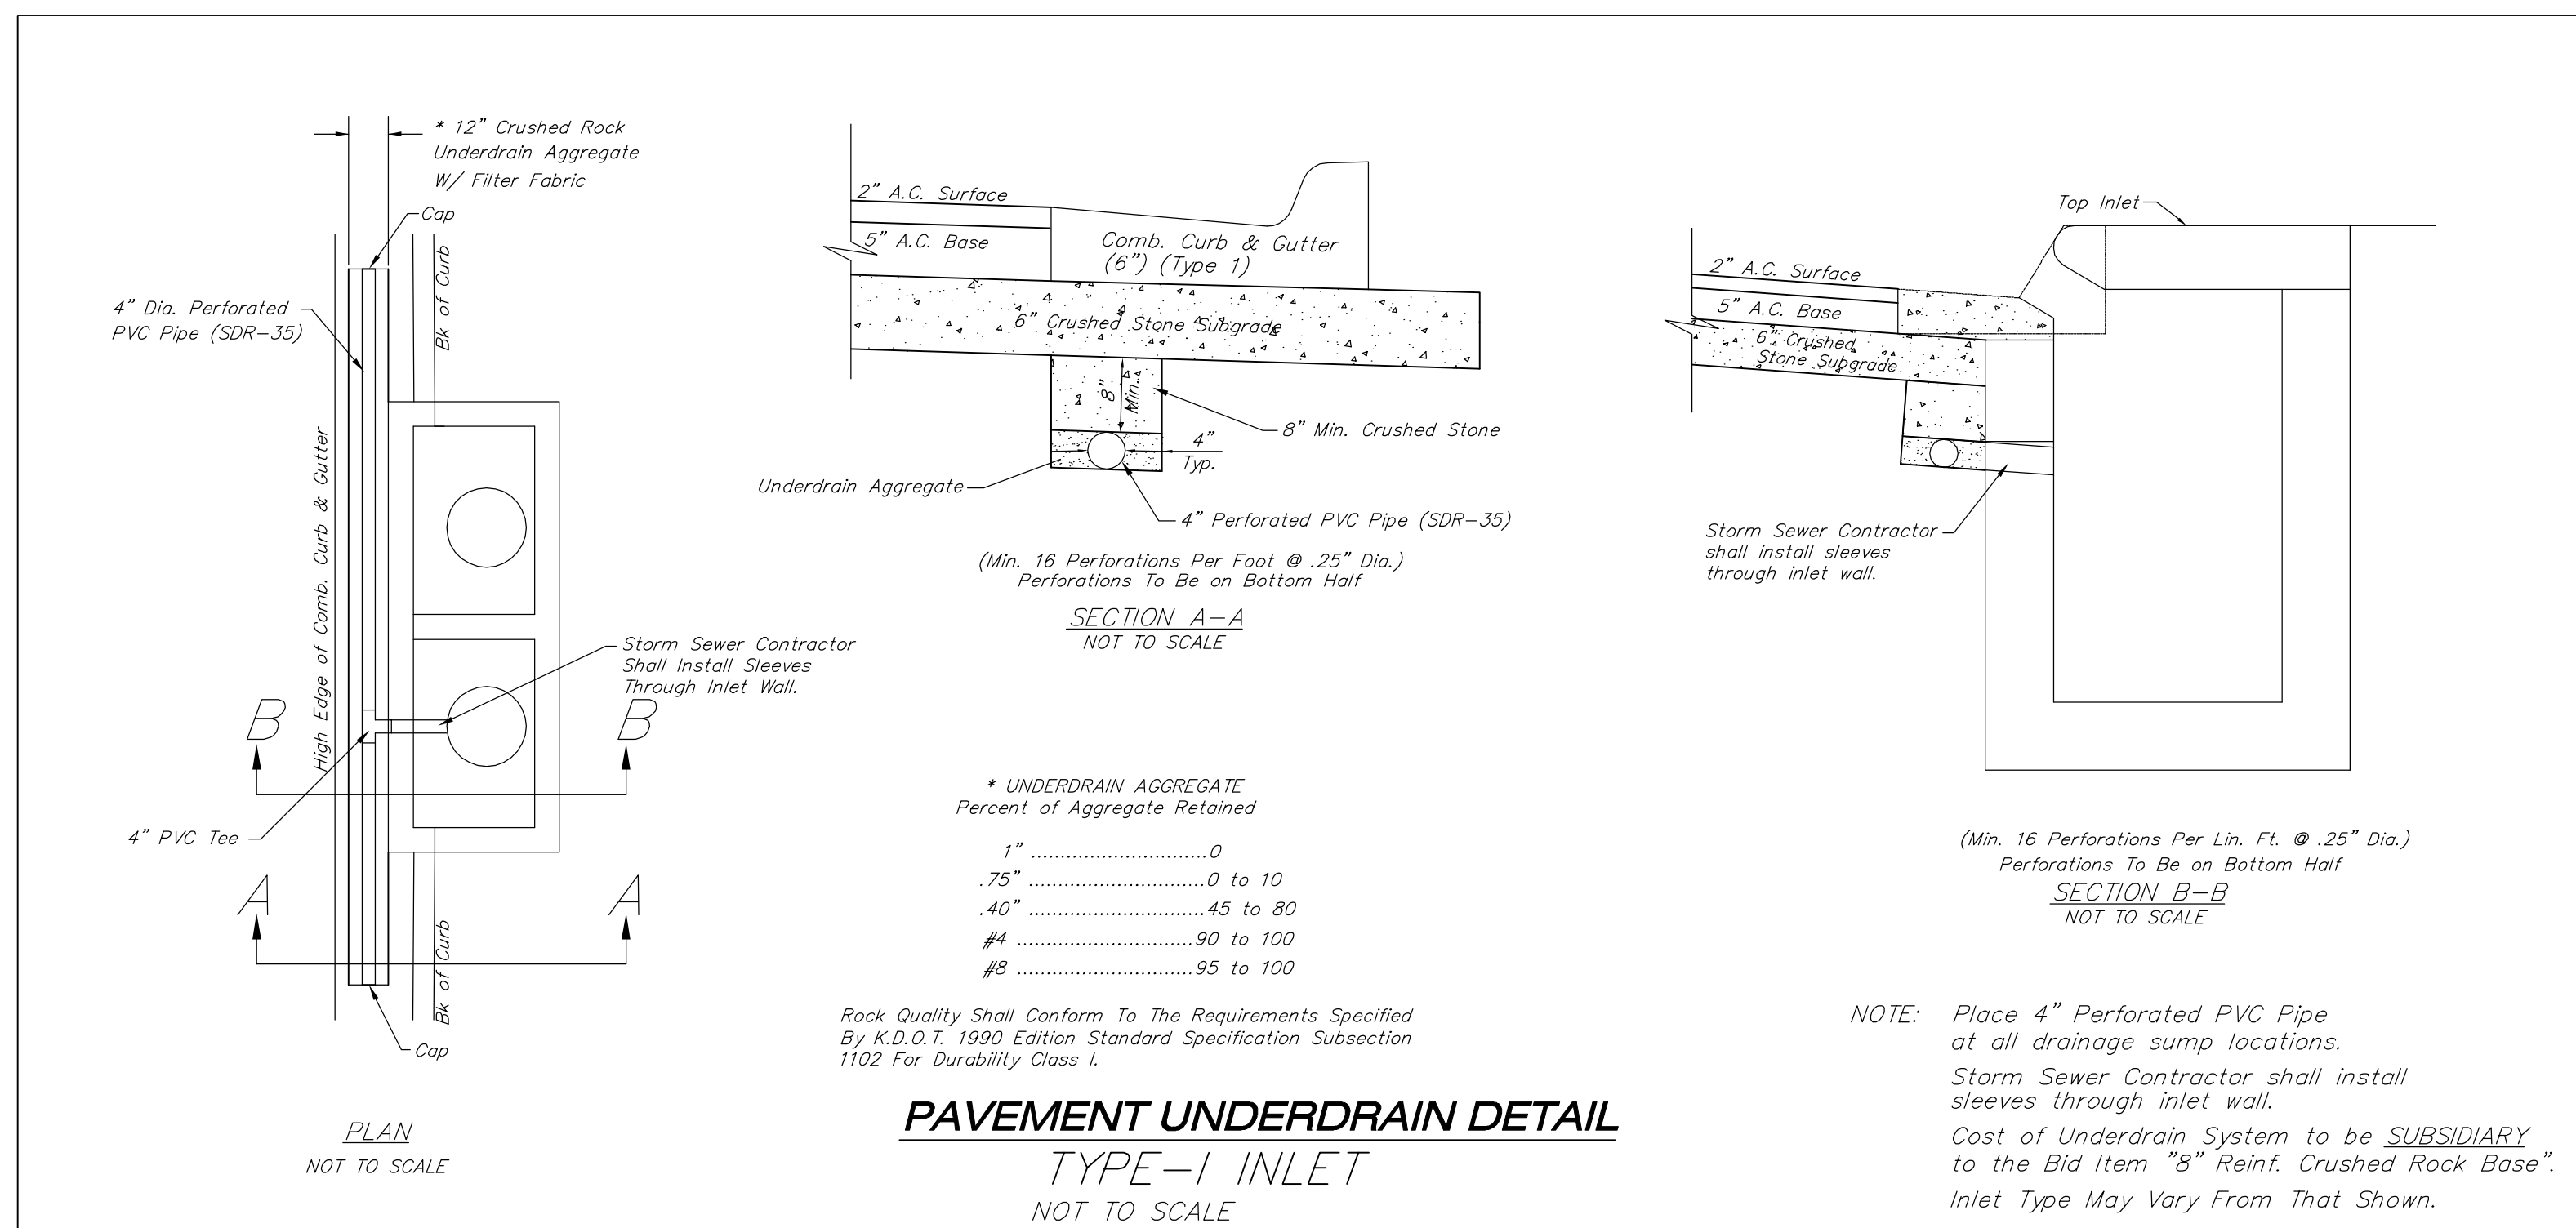 * 12" Crushed Rock
Underdrain Aggregate
W/ Filter Fabric
Cap
Bk of Curb
4" Dia. Perforated
PVC Pipe (SDR-35)
High Edge of Comb. Curb & Gutter
Storm Sewer Contractor
Shall Install Sleeves
Through Inlet Wall.
B
B
4" PVC Tee
A
A
Bk of Curb
Cap
PLAN
NOT TO SCALE
2" A.C. Surface
5" A.C. Base
Comb. Curb & Gutter
(6") (Type 1)
6" Crushed Stone Subgrade
8"
Min.
8" Min. Crushed Stone
4"
Typ.
Underdrain Aggregate
4" Perforated PVC Pipe (SDR-35)
(Min. 16 Perforations Per Foot @ .25" Dia.)
Perforations To Be on Bottom Half
SECTION A-A
NOT TO SCALE
* UNDERDRAIN AGGREGATE
Percent of Aggregate Retained
1" ..............................0
.75" ..............................0 to 10
.40" ..............................45 to 80
#4 ..............................90 to 100
#8 ..............................95 to 100
Rock Quality Shall Conform To The Requirements Specified
By K.D.O.T. 1990 Edition Standard Specification Subsection
1102 For Durability Class I.
PAVEMENT UNDERDRAIN DETAIL
TYPE-I INLET
NOT TO SCALE
Top Inlet
2" A.C. Surface
5" A.C. Base
6" Crushed
Stone Subgrade
Storm Sewer Contractor
shall install sleeves
through inlet wall.
(Min. 16 Perforations Per Lin. Ft. @ .25" Dia.)
Perforations To Be on Bottom Half
SECTION B-B
NOT TO SCALE
NOTE: Place 4" Perforated PVC Pipe
at all drainage sump locations.
Storm Sewer Contractor shall install
sleeves through inlet wall.
Cost of Underdrain System to be SUBSIDIARY
to the Bid Item "8" Reinf. Crushed Rock Base".
Inlet Type May Vary From That Shown.